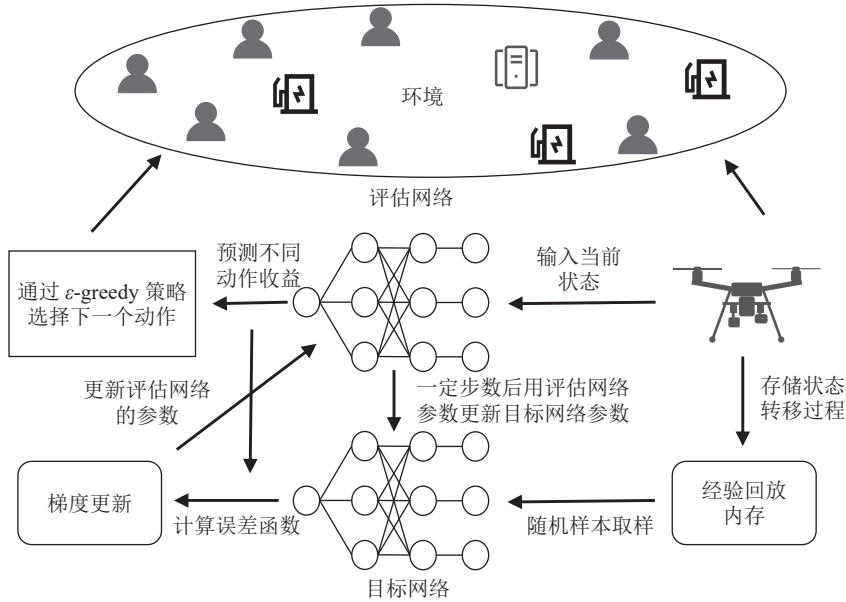 环境
评估网络
预测不同
动作收益
输入当前
状态
通过 ε-greedy 策略
选择下一个动作
更新评估网络
的参数
一定步数后用评估网络
参数更新目标网络参数
存储状态
转移过程
梯度更新
计算误差函数
随机样本取样
经验回放
内存
目标网络